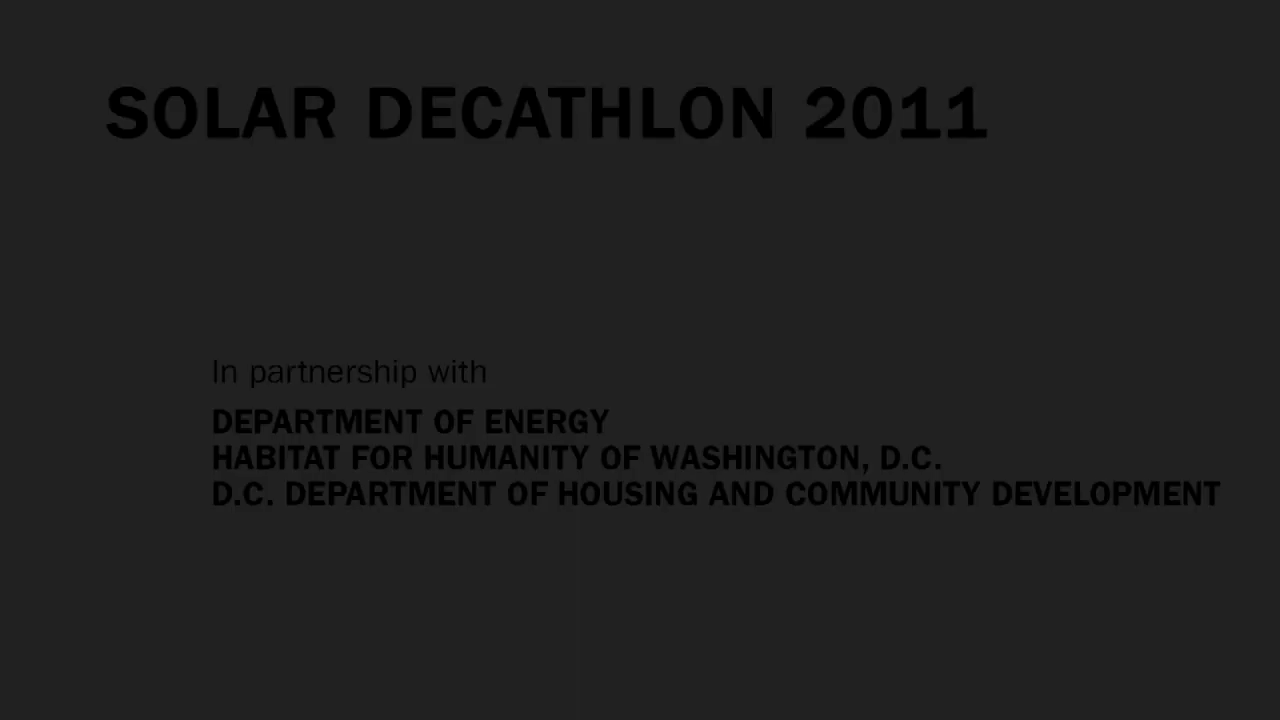 SOLAR DECATHLON 2011
In partnership with
DEPARTMENT OF ENERGY
HABITAT FOR HUMANITY OF WASHINGTON, D.C.
D.C. DEPARTMENT OF HOUSING AND COMMUNITY DEVELOPMENT